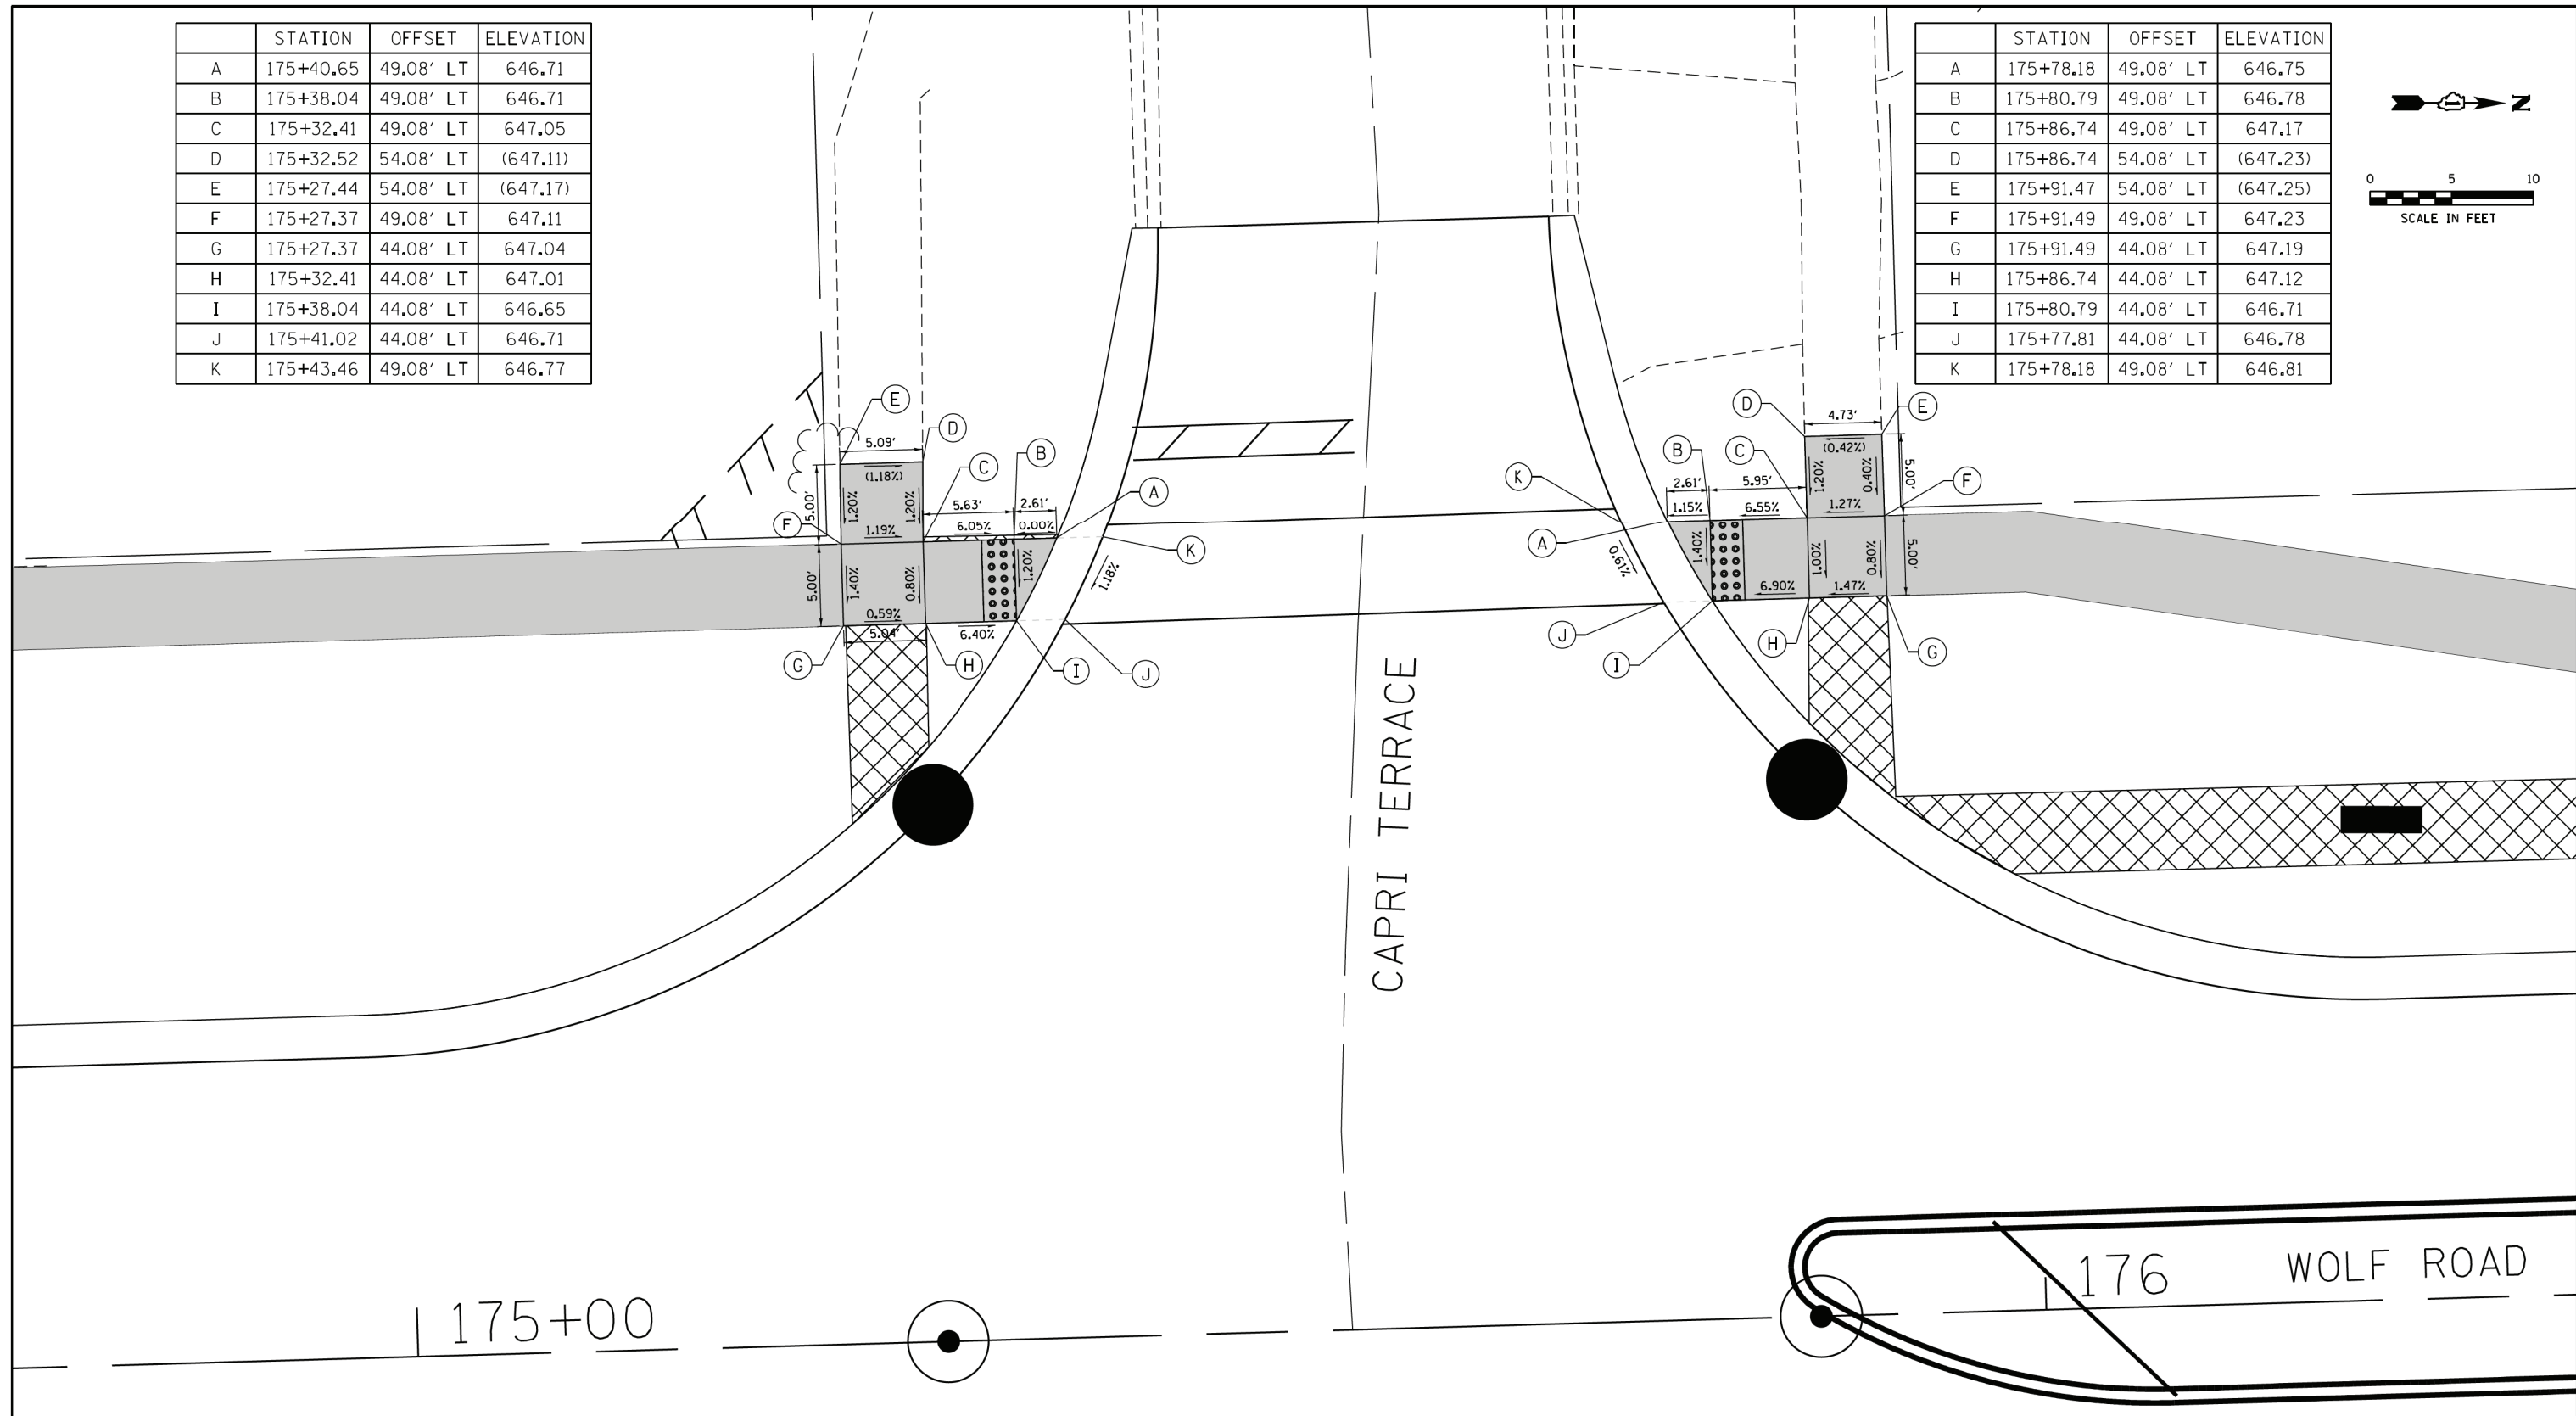 STATION OFFSET ELEVATION
A 175+40.65 49.08' LT 646.71
B 175+38.04 49.08' LT 646.71
C 175+32.41 49.08' LT 647.05
D 175+32.52 54.08' LT (647.11)
E 175+27.44 54.08' LT (647.17)
F 175+27.37 49.08' LT 647.11
G 175+27.37 44.08' LT 647.04
H 175+32.41 44.08' LT 647.01
I 175+38.04 44.08' LT 646.65
J 175+41.02 44.08' LT 646.71
K 175+43.46 49.08' LT 646.77
STATION OFFSET ELEVATION
A 175+78.18 49.08' LT 646.75
B 175+80.79 49.08' LT 646.78
C 175+86.74 49.08' LT 647.17
D 175+86.74 54.08' LT (647.23)
E 175+91.47 54.08' LT (647.25)
F 175+91.49 49.08' LT 647.23
G 175+91.49 44.08' LT 647.19
H 175+86.74 44.08' LT 647.12
I 175+80.79 44.08' LT 646.71
J 175+77.81 44.08' LT 646.78
K 175+78.18 49.08' LT 646.81
N
0 5 10
SCALE IN FEET
E
D
5.09'
(1.18%)
C
B
A
5.00'
1.20%
1.20%
5.63'
2.61'
F
1.19%
6.05%
0.00%
K
5.00'
1.40%
0.80%
1.20%
1.18%
0.59%
5.04'
6.40%
G
H
I
J
D
4.73'
E
(0.42%)
B
C
1.20%
0.40%
5.00'
K
2.61'
5.95'
F
1.15%
6.55%
1.27%
A
0.61%
1.40%
1.00%
0.80%
5.00'
6.90%
1.47%
J
I
H
G
CAPRI TERRACE
175+00
176
WOLF ROAD